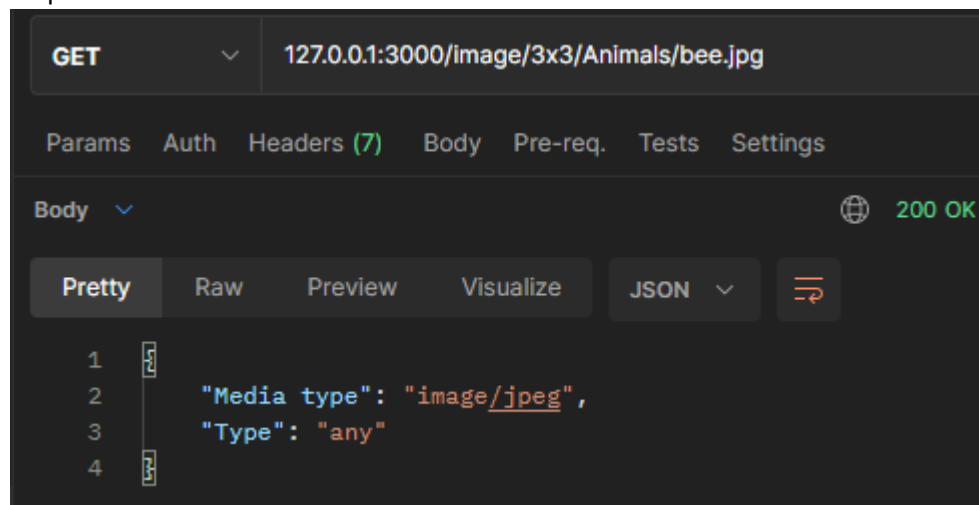 GET 127.0.0.1:3000/image/3x3/Animals/bee.jpg
Params Auth Headers (7) Body Pre-req. Tests Settings
Body 200 OK
Pretty Raw Preview Visualize JSON
1 {
2 "Media type": "image/jpeg",
3 "Type": "any"
4 }